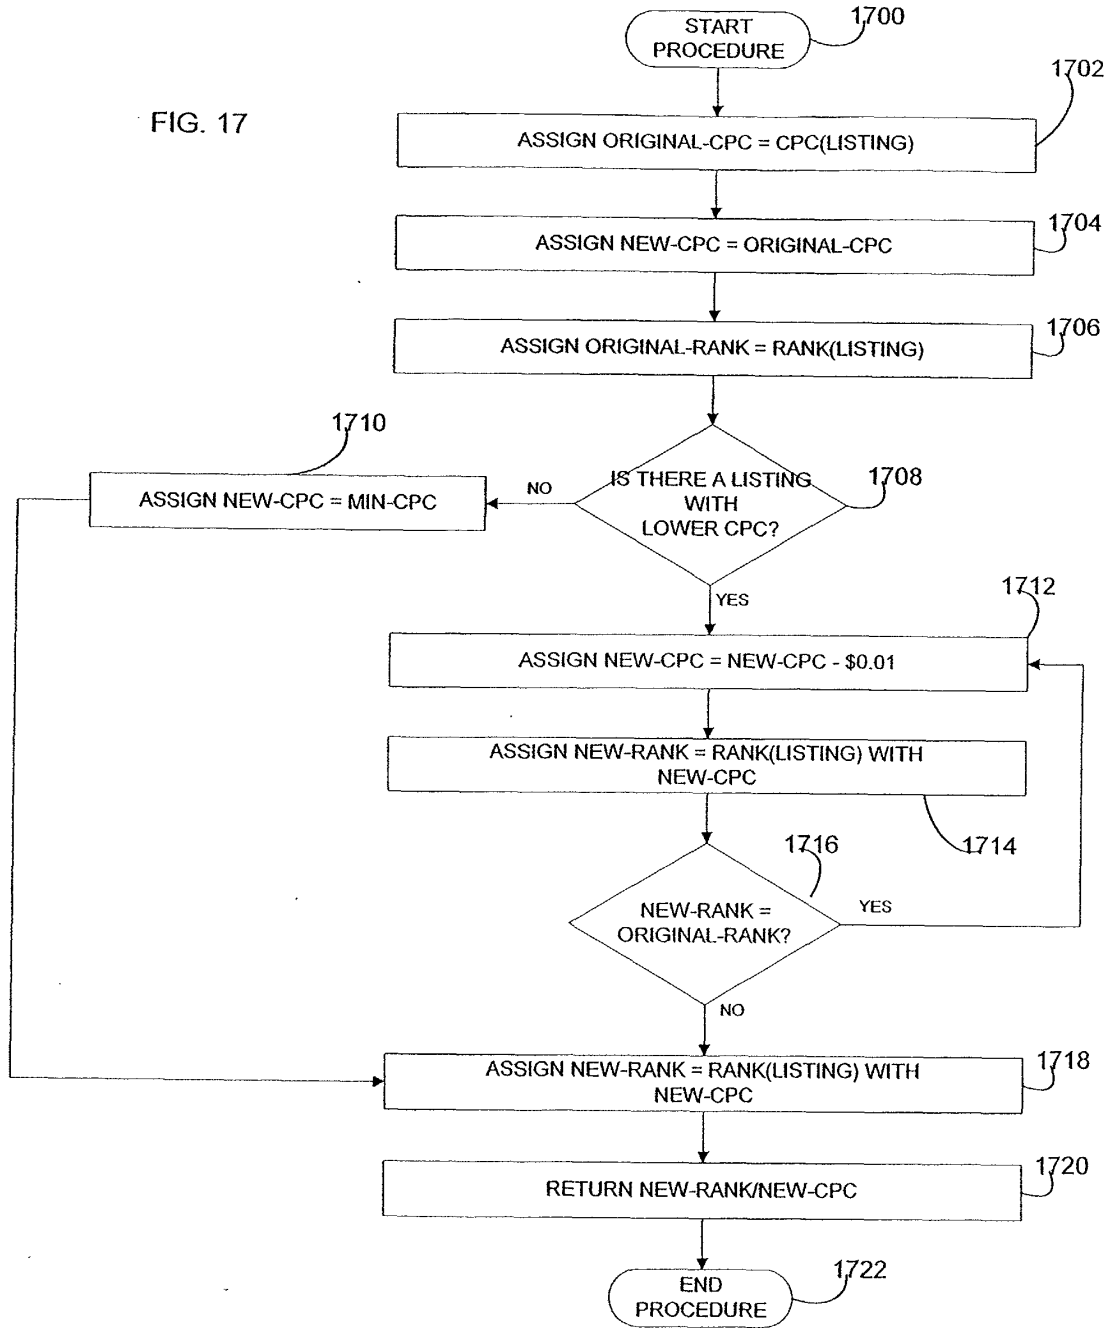 START
PROCEDURE
1700
1702
FIG. 17
ASSIGN ORIGINAL-CPC = CPC(LISTING)
ASSIGN NEW-CPC = ORIGINAL-CPC
1704
ASSIGN ORIGINAL-RANK = RANK(LISTING)
1706
1710
ASSIGN NEW-CPC = MIN-CPC
NO
IS THERE A LISTING
WITH
LOWER CPC?
1708
YES
1712
ASSIGN NEW-CPC = NEW-CPC - $0.01
ASSIGN NEW-RANK = RANK(LISTING) WITH
NEW-CPC
1714
1716
NEW-RANK =
ORIGINAL-RANK?
YES
NO
ASSIGN NEW-RANK = RANK(LISTING) WITH
NEW-CPC
1718
RETURN NEW-RANK/NEW-CPC
1720
END
PROCEDURE
1722